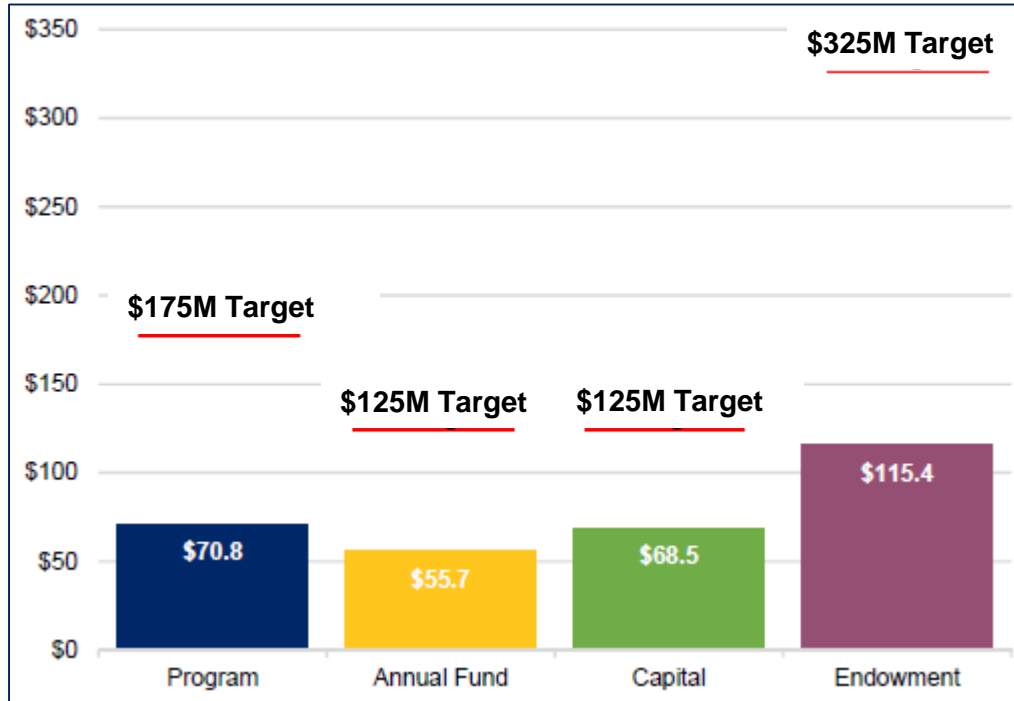 $350
$325M Target
$300
$250
$200
$175M Target
$150
$125M Target
$125M Target
$100
$115.4
$70.8
$68.5
$50
$55.7
$0
Program
Annual Fund
Capital
Endowment